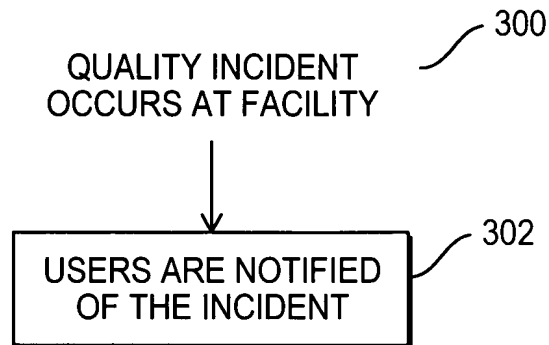 300
QUALITY INCIDENT
OCCURS AT FACILITY
302
USERS ARE NOTIFIED
OF THE INCIDENT